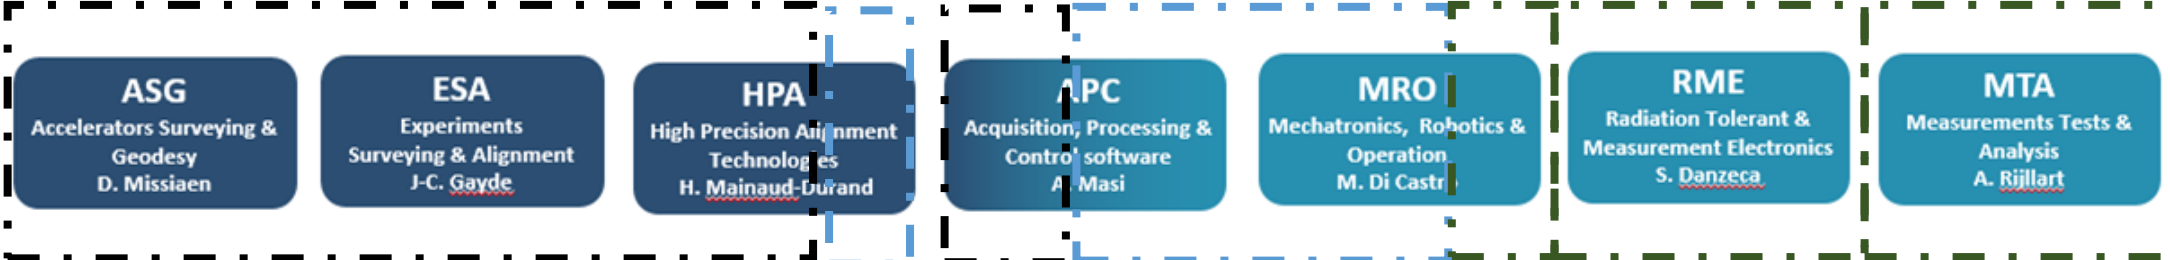 ASG
Accelerators Surveying &
Geodesy
D. Missiaen
ESA
Experiments
Surveying & Alignment
J-C. Gayde
HPA
High Precision Alignment
Technologies
H. Mainaud-Durand
APC
Acquisition, Processing &
Control software
A. Masi
MRO
Mechatronics, Robotics &
Operation
M. Di Castro
RME
Radiation Tolerant &
Measurement Electronics
S. Danzeca
MTA
Measurements Tests &
Analysis
A. Rijllart